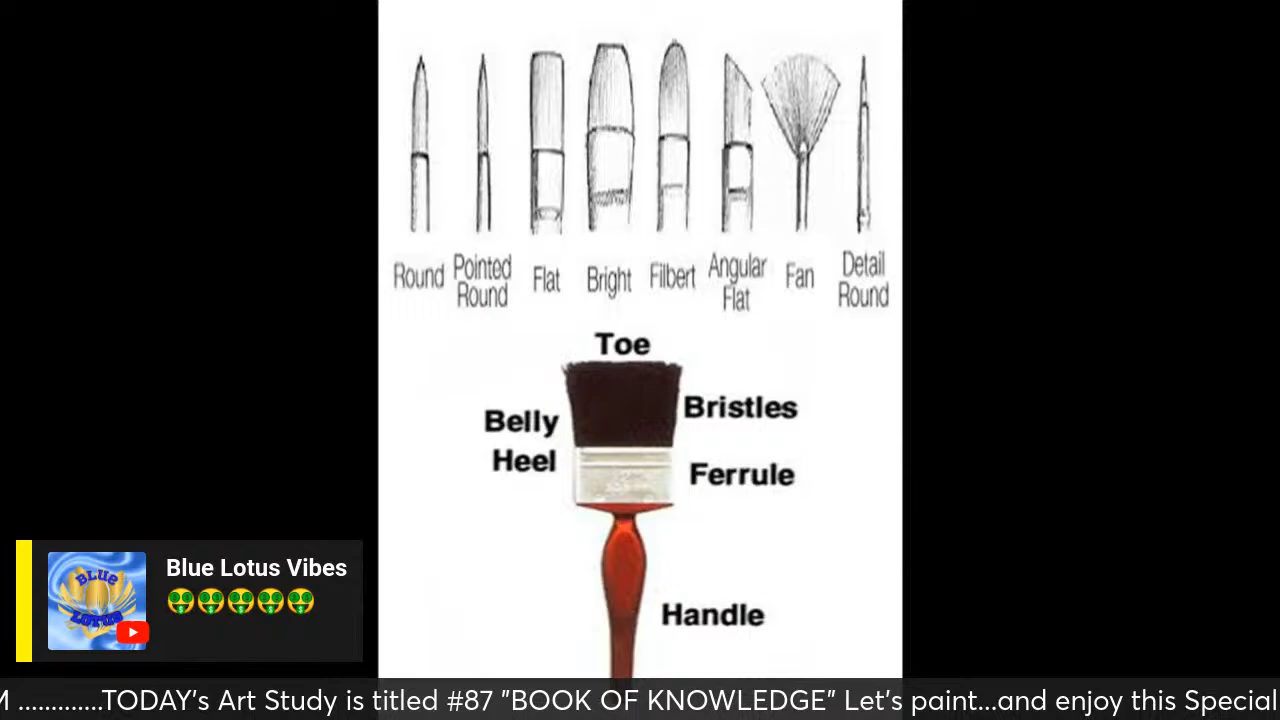 Round
Pointed
Round
Flat
Bright
Filbert
Angular
Flat
Fan
Detail
Round
Toe
Belly
Bristles
Heel
Ferrule
Handle
BLUE
LOTUS
Blue Lotus Vibes
M .............TODAY's Art Study is titled #87 "BOOK OF KNOWLEDGE" Let's paint...and enjoy this Special